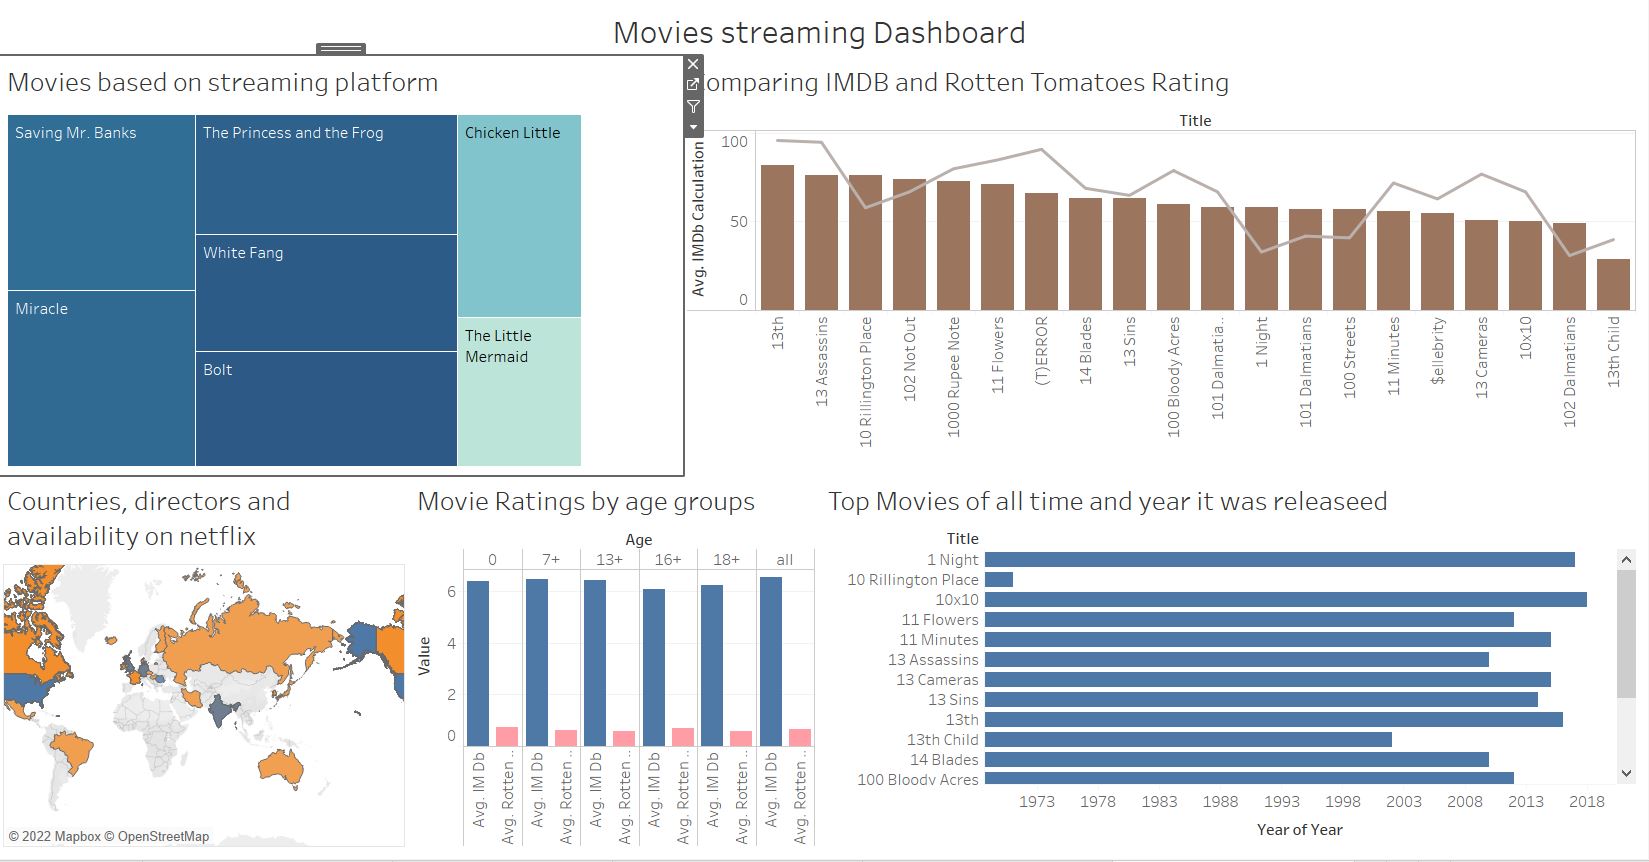 Movies streaming Dashboard
Movies based on streaming platform
Saving Mr. Banks
Miracle
The Princess and the Frog
White Fang
Bolt
Chicken Little
The Little
Mermaid
omparing IMDB and Rotten Tomatoes Rating
Title
Avg. IMDb Calculation
100
50
0
13th
13 Assassins
10 Rillington Place
102 Not Out
1000 Rupee Note
11 Flowers
(T)ERROR
14 Blades
13 Sins
100 Bloody Acres
101 Dalmatia..
1 Night
101 Dalmatians
100 Streets
11 Minutes
$ellebrity
13 Cameras
10x10
102 Dalmatians
13th Child
Countries, directors and
availability on netflix
© 2022 Mapbox © OpenStreetMap
Movie Ratings by age groups
Age
0 7+ 13+ 16+ 18+ all
Value
6
4
2
0
Avg. IM Db
Avg. Rotten ..
Avg. IM Db
Avg. Rotten ..
Avg. IM Db
Avg. Rotten ..
Avg. IM Db
Avg. Rotten ..
Avg. IM Db
Avg. Rotten ..
Avg. IM Db
Avg. Rotten ..
Top Movies of all time and year it was releaseed
Title
1 Night
10 Rillington Place
10x10
11 Flowers
11 Minutes
13 Assassins
13 Cameras
13 Sins
13th
13th Child
14 Blades
100 Bloody Acres
1973 1978 1983 1988 1993 1998 2003 2008 2013 2018
Year of Year